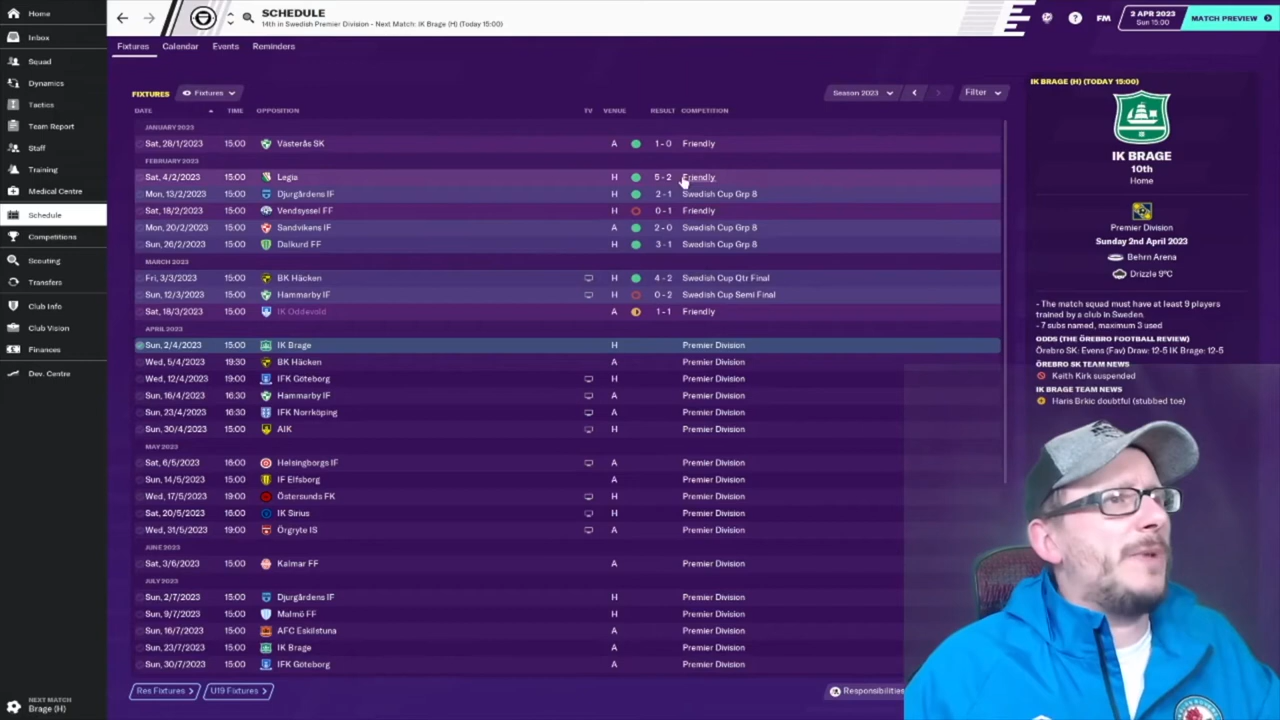 Home
Inbox
Squad
Dynamics
Tactics
Team Report
Staff
Training
Medical Centre
Schedule
Competitions
Scouting
Transfers
Club Info
Club Vision
Finances
Dev. Centre
NEXT MATCH
Brage (H)
SCHEDULE
14th in Swedish Premier Division - Next Match: IK Brage (H) (Today 15:00)
FM
2 APR 2023
Sun 15:00
MATCH PREVIEW
Fixtures Calendar Events Reminders
FIXTURES Fixtures Season 2023 Filter
DATE TIME OPPOSITION TV VENUE RESULT COMPETITION
JANUARY 2023
Sat, 28/1/2023 15:00 Västerås SK A 1 - 0 Friendly
FEBRUARY 2023
Sat, 4/2/2023 15:00 Legia H 5 - 2 Friendly
Mon, 13/2/2023 15:00 Djurgårdens IF H 2 - 1 Swedish Cup Grp 8
Sat, 18/2/2023 15:00 Vendsyssel FF H 0 - 1 Friendly
Mon, 20/2/2023 15:00 Sandvikens IF A 2 - 0 Swedish Cup Grp 8
Sun, 26/2/2023 15:00 Dalkurd FF H 3 - 1 Swedish Cup Grp 8
MARCH 2023
Fri, 3/3/2023 15:00 BK Häcken H 4 - 2 Swedish Cup Qtr Final
Sun, 12/3/2023 15:00 Hammarby IF H 0 - 2 Swedish Cup Semi Final
Sat, 18/3/2023 15:00 IK Oddevold A 1 - 1 Friendly
APRIL 2023
Sun, 2/4/2023 15:00 IK Brage H Premier Division
Wed, 5/4/2023 19:30 BK Häcken A Premier Division
Wed, 12/4/2023 19:00 IFK Göteborg H Premier Division
Sun, 16/4/2023 16:30 Hammarby IF A Premier Division
Sun, 23/4/2023 16:30 IFK Norrköping A Premier Division
Sun, 30/4/2023 15:00 AIK H Premier Division
MAY 2023
Sat, 6/5/2023 16:00 Helsingborgs IF A Premier Division
Sun, 14/5/2023 15:00 IF Elfsborg A Premier Division
Wed, 17/5/2023 19:00 Östersunds FK H Premier Division
Sat, 20/5/2023 16:00 IK Sirius H Premier Division
Wed, 31/5/2023 19:00 Örgryte IS A Premier Division
JUNE 2023
Sat, 3/6/2023 15:00 Kalmar FF A Premier Division
JULY 2023
Sun, 2/7/2023 15:00 Djurgårdens IF H Premier Division
Sun, 9/7/2023 15:00 Malmö FF H Premier Division
Sun, 16/7/2023 15:00 AFC Eskilstuna A Premier Division
Sun, 23/7/2023 15:00 IK Brage A Premier Division
Sun, 30/7/2023 15:00 IFK Göteborg A Premier Division
Res Fixtures U19 Fixtures Responsibilities
IK BRAGE (H) (TODAY 15:00)
IK BRAGE
10th
Home
Premier Division
Sunday 2nd April 2023
Behrn Arena
Drizzle 9°C
- The match squad must have at least 9 players
trained by a club in Sweden.
- 7 subs named, maximum 3 used
ODDS (THE ÖREBRO FOOTBALL REVIEW)
Örebro SK: Evens (Fav) Draw: 12-5 IK Brage: 12-5
ÖREBRO SK TEAM NEWS
Keith Kirk suspended
IK BRAGE TEAM NEWS
Haris Brkic doubtful (stubbed toe)